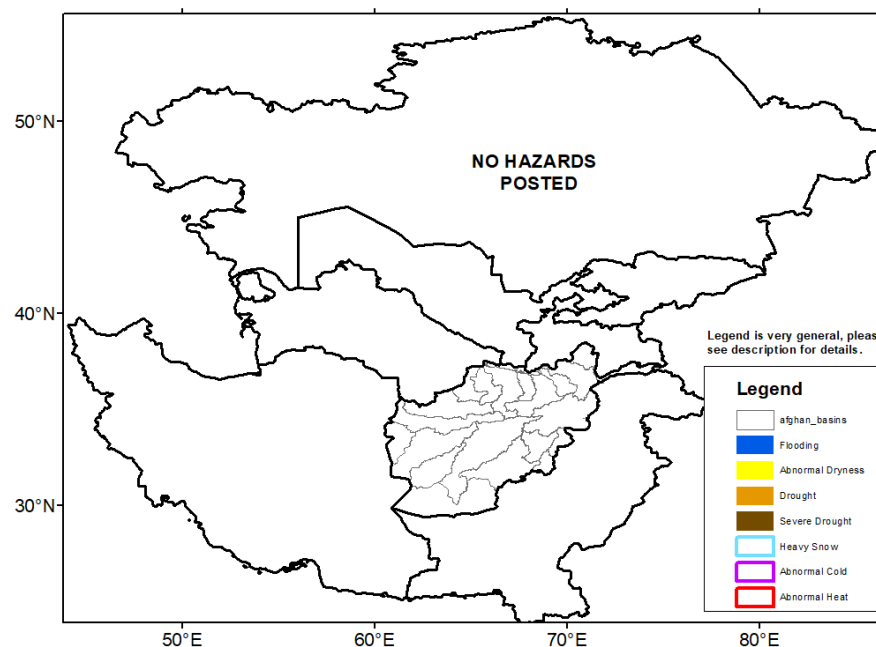 50°N
NO HAZARDS
POSTED
40°N
Legend is very general, pleas
see description for details.
Legend
afghan_basins
Flooding
Abnormal Dryness
Drought
30°N
Severe Drought
Heavy Snow
Abnormal Cold
Abnormal Heat
50°E
60°E
70°E
80°E